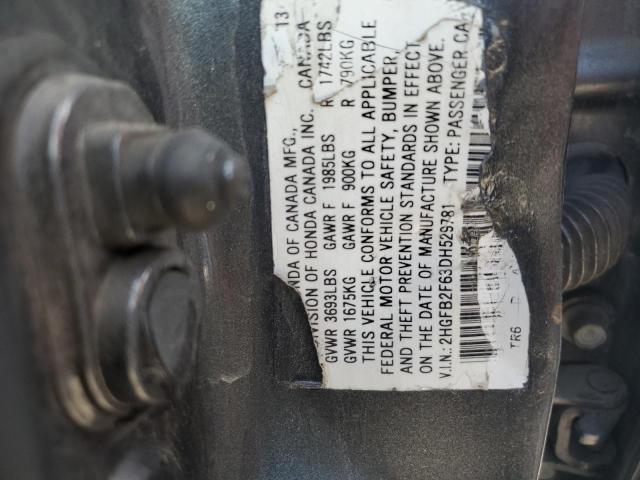 NDA OF CANADA MFG.,
DIVISION OF HONDA CANADA INC. CANADA 13
GVWR 3693LBS GAWR F 1985LBS R 1742LBS
GVWR 1675KG GAWR F 900KG R 790KG
THIS VEHICLE CONFORMS TO ALL APPLICABLE
FEDERAL MOTOR VEHICLE SAFETY, BUMPER,
AND THEFT PREVENTION STANDARDS IN EFFECT
ON THE DATE OF MANUFACTURE SHOWN ABOVE.
V.I.N.: 2HGFB2F63DH529781 TYPE: PASSENGER CA
TR6